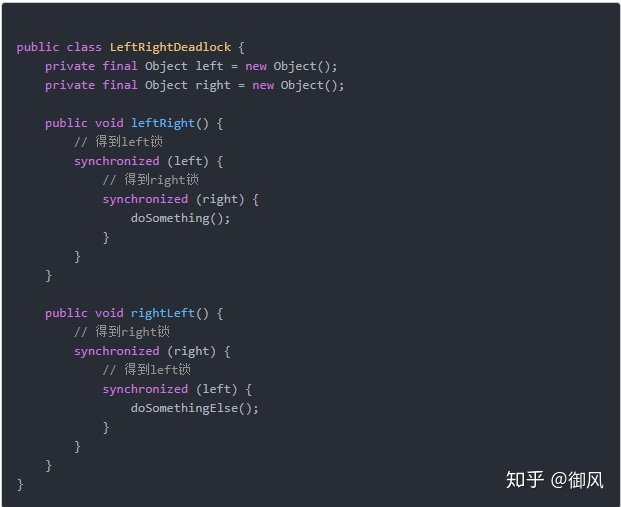 public class LeftRightDeadlock {
    private final Object left = new Object();
    private final Object right = new Object();

    public void leftRight() {
        // 得到left锁
        synchronized (left) {
            // 得到right锁
            synchronized (right) {
                doSomething();
            }
        }
    }

    public void rightLeft() {
        // 得到right锁
        synchronized (right) {
            // 得到left锁
            synchronized (left) {
                doSomethingElse();
            }
        }
    }
}
知乎 @御风